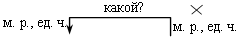 какой?
м. р., ед. ч.
м. р., ед. ч.